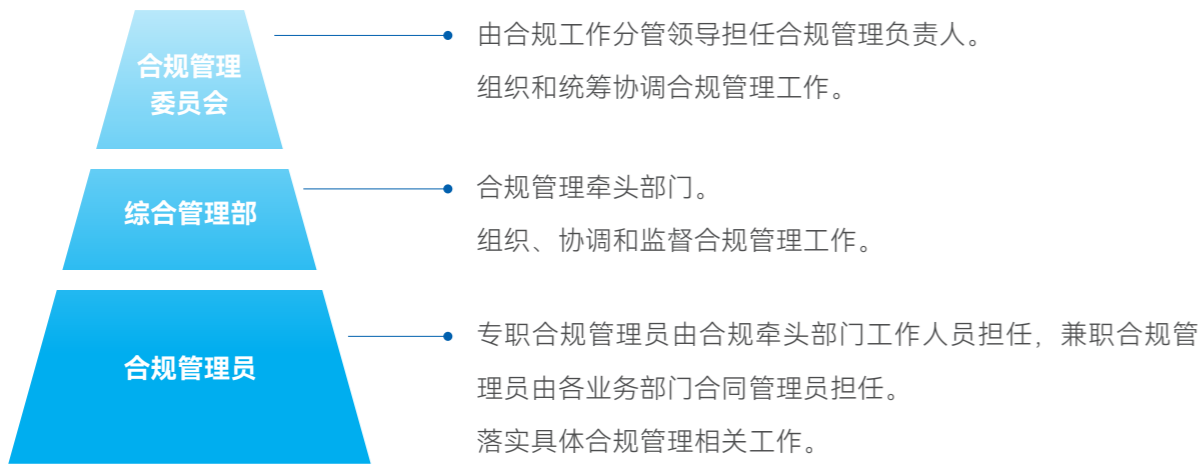 合规管理
委员会
由合规工作分管领导担任合规管理负责人。
组织和统筹协调合规管理工作。
综合管理部
合规管理牵头部门。
组织、协调和监督合规管理工作。
合规管理员
专职合规管理员由合规牵头部门工作人员担任，兼职合规管
理员由各业务部门合同管理员担任。
落实具体合规管理相关工作。